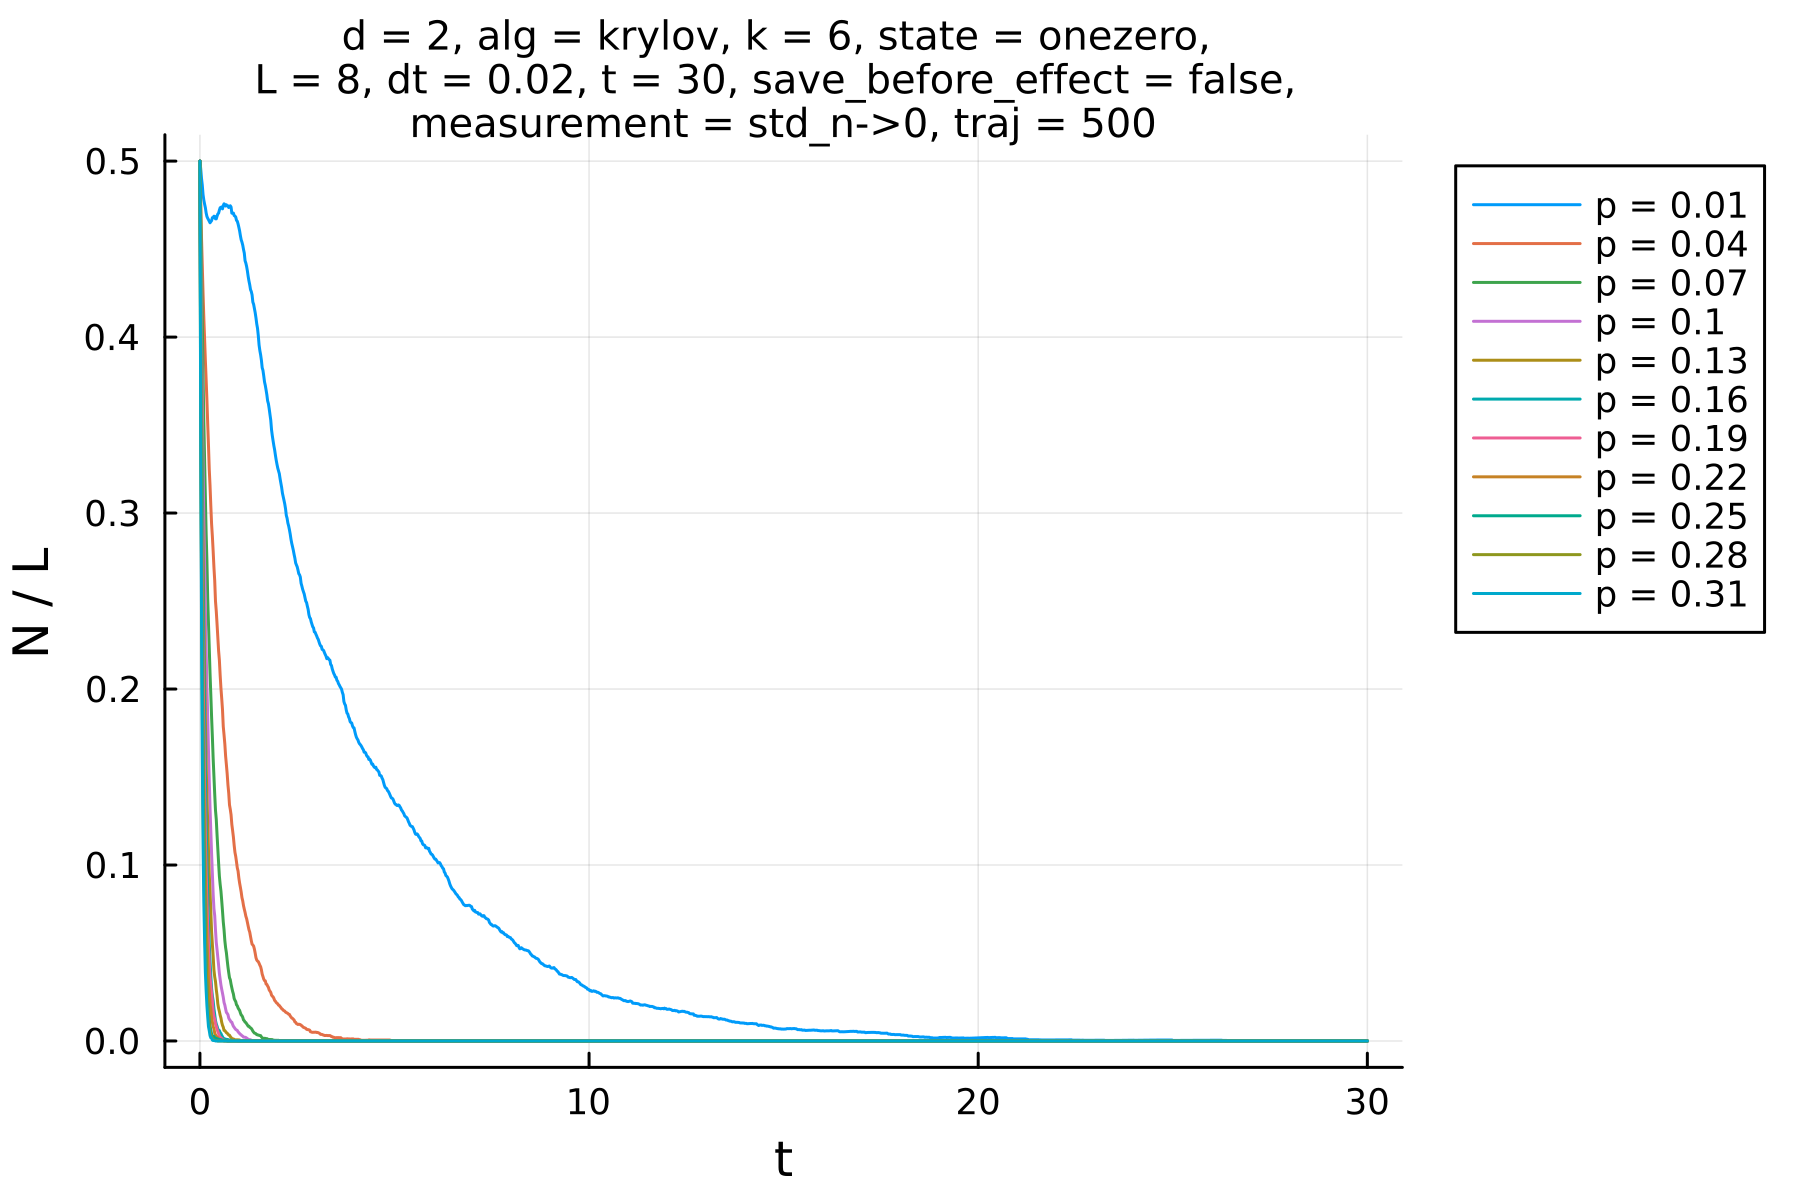 d = 2, alg = krylov, k = 6, state = onezero,
L = 8, dt = 0.02, t = 30, save_before_effect = false,
measurement = std_n->0, traj = 500
0.5
0.4
0.3
0.2
0.1
0.0
N / L
0
10
20
30
t
p = 0.01
p = 0.04
p = 0.07
p = 0.1
p = 0.13
p = 0.16
p = 0.19
p = 0.22
p = 0.25
p = 0.28
p = 0.31